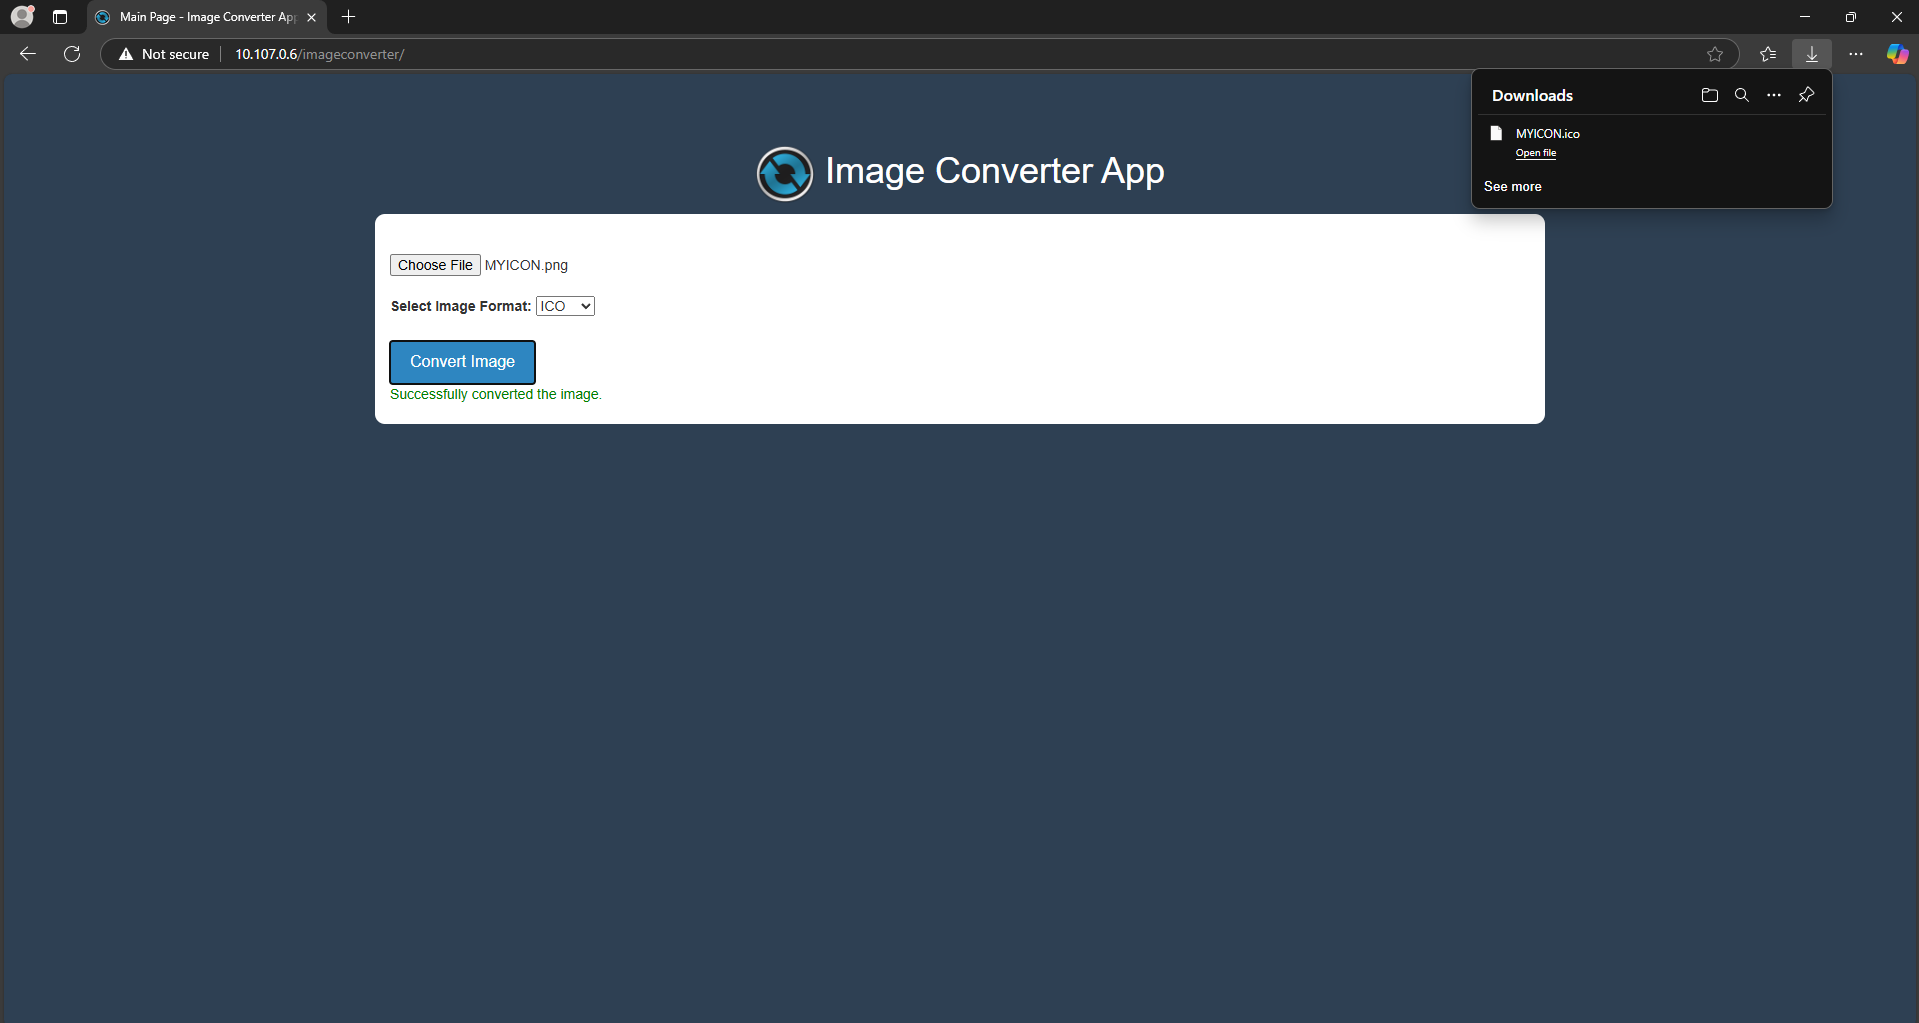 Main Page - Image Converter App
Not secure
10.107.0.6/imageconverter/
Downloads
MYICON.ico
Open file
See more
Image Converter App
Choose File MYICON.png
Select Image Format: ICO
Convert Image
Successfully converted the image.